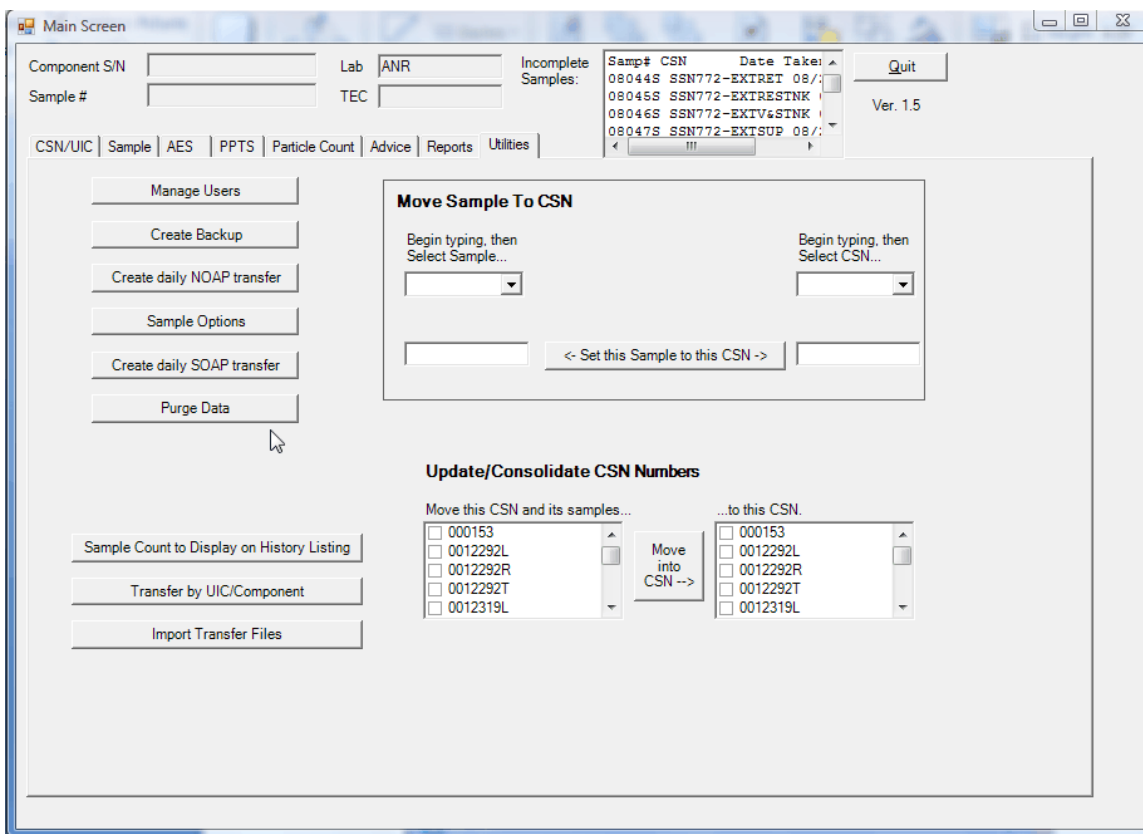 Main Screen
Component S/N
Lab ANR
Incomplete Samples:
Samp# CSN Date Taken
08044S SSN772-EXTRET 08/
08045S SSN772-EXTRESTNK
08046S SSN772-EXTV&STNK
08047S SSN772-EXTSUP 08/
Quit
Sample #
TEC
Ver. 1.5
CSN/UIC Sample AES PPTS Particle Count Advice Reports Utilities
Manage Users
Create Backup
Create daily NOAP transfer
Sample Options
Create daily SOAP transfer
Purge Data
Move Sample To CSN
Begin typing, then
Select Sample...
Begin typing, then
Select CSN...
<- Set this Sample to this CSN ->
Update/Consolidate CSN Numbers
Move this CSN and its samples...
000153
0012292L
0012292R
0012292T
0012319L
Move
into
CSN -->
...to this CSN.
000153
0012292L
0012292R
0012292T
0012319L
Sample Count to Display on History Listing
Transfer by UIC/Component
Import Transfer Files